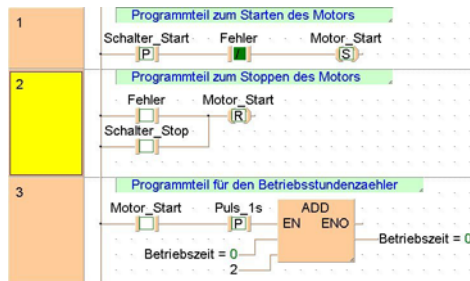 1
Programmteil zum Starten des Motors
Schalter_Start Fehler Motor_Start
P / S
2
Programmteil zum Stoppen des Motors
Fehler Motor_Start
R
Schalter_Stop
3
Programmteil für den Betriebsstundenzaehler
Motor_Start Puls_1s ADD
P EN ENO
Betriebszeit = 0
Betriebszeit = 0
2